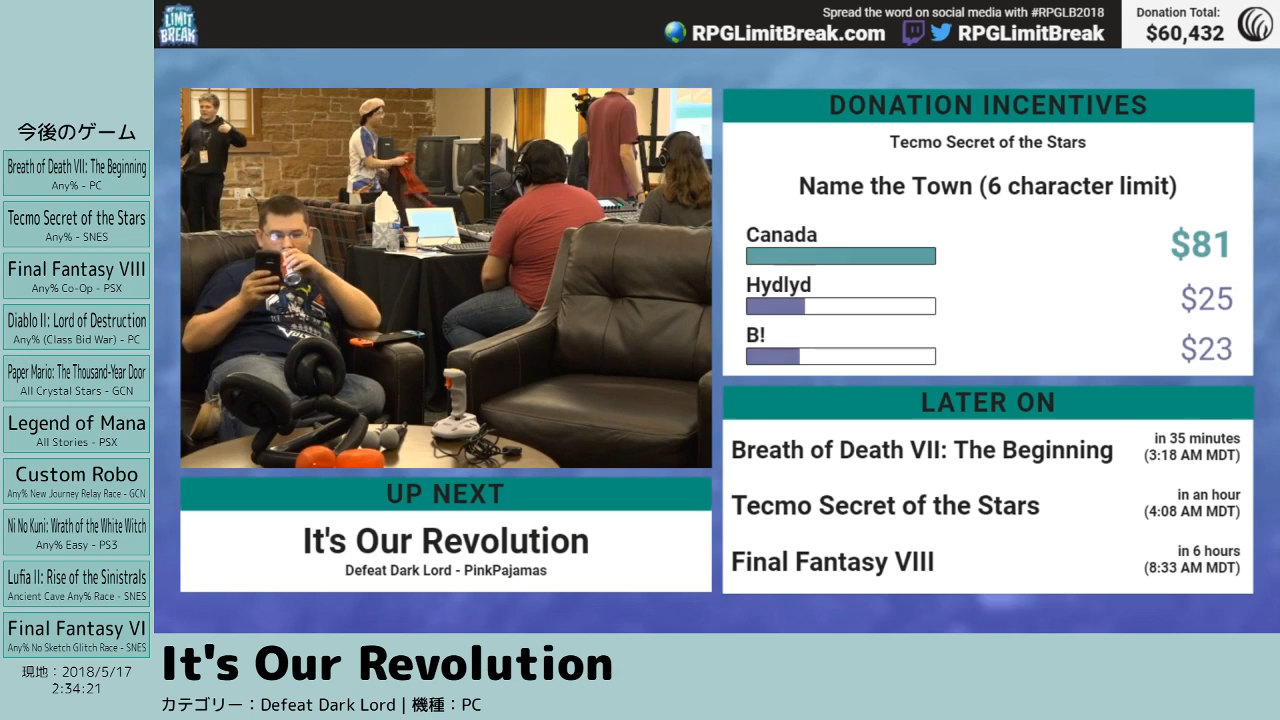 LIMIT
BREAK
Spread the word on social media with #RPGLB2018
RPGLimitBreak.com
RPGLimitBreak
Donation Total:
$60,432
今後のゲーム
Breath of Death VII: The Beginning
Any% - PC
Tecmo Secret of the Stars
Any% - SNES
Final Fantasy VIII
Any% Co-Op - PSX
Diablo II: Lord of Destruction
Any% (Class Bid War) - PC
Paper Mario: The Thousand-Year Door
All Crystal Stars - GCN
Legend of Mana
All Stories - PSX
Custom Robo
Any% New Journey Relay Race - GCN
Ni No Kuni: Wrath of the White Witch
Any% Easy - PS3
Lufia II: Rise of the Sinistrals
Ancient Cave Any% Race - SNES
Final Fantasy VI
Any% No Sketch Glitch Race - SNES
現地：2018/5/17
2:34:21
UP NEXT
It's Our Revolution
Defeat Dark Lord - PinkPajamas
DONATION INCENTIVES
Tecmo Secret of the Stars
Name the Town (6 character limit)
Canada
$81
Hydlyd
$25
B!
$23
LATER ON
Breath of Death VII: The Beginning
in 35 minutes
(3:18 AM MDT)
Tecmo Secret of the Stars
in an hour
(4:08 AM MDT)
Final Fantasy VIII
in 6 hours
(8:33 AM MDT)
It's Our Revolution
カテゴリー：Defeat Dark Lord | 機種：PC